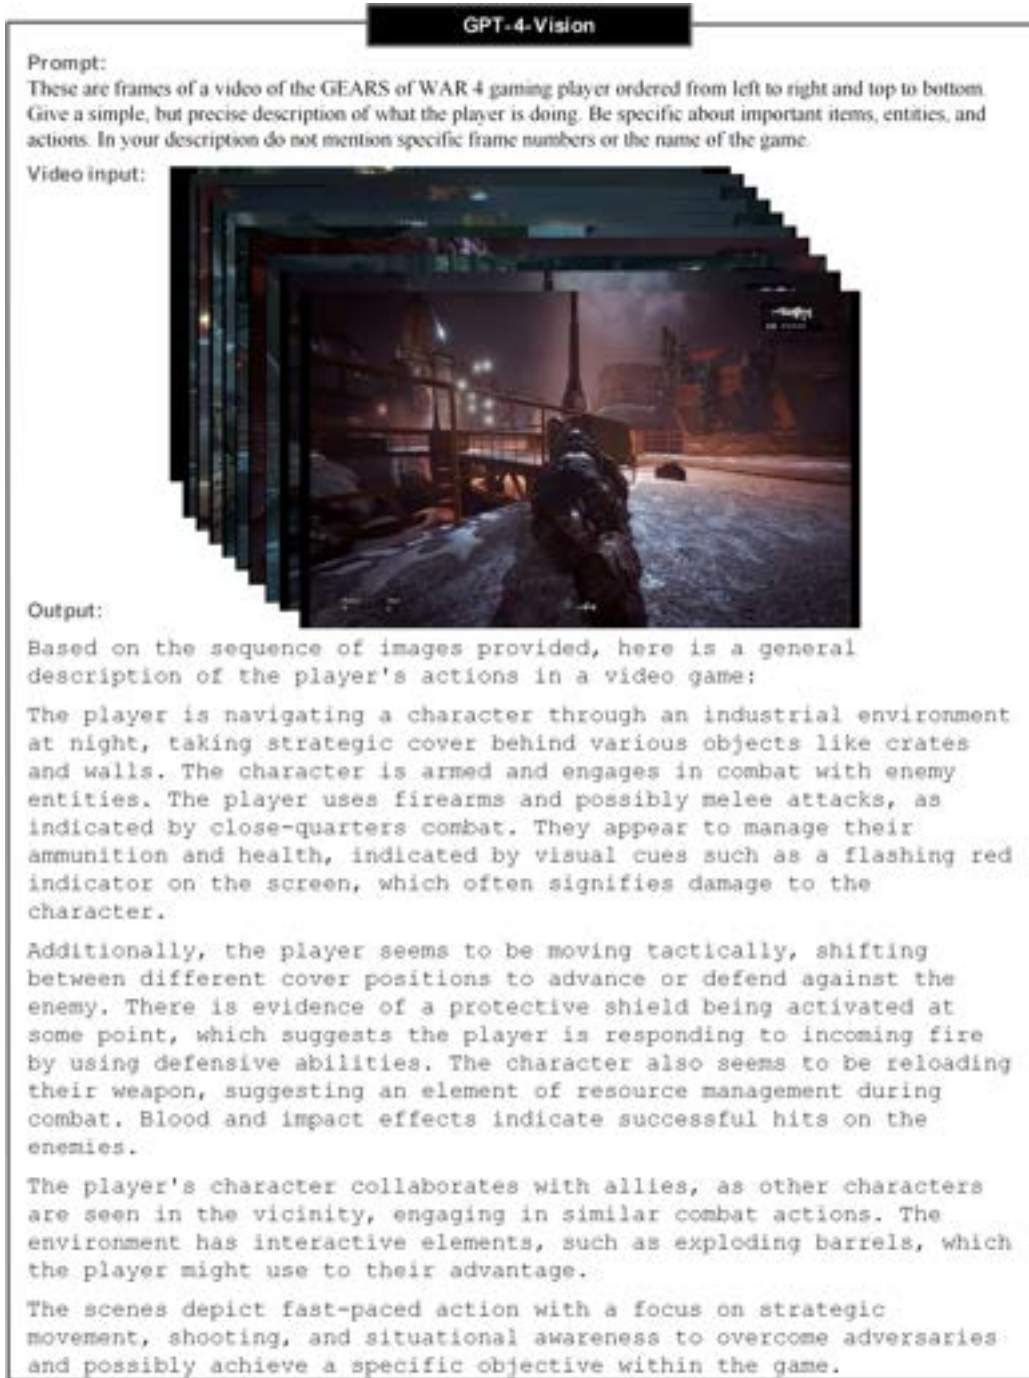 GPT-4-Vision
Prompt:
These are frames of a video of the GEARS of WAR 4 gaming player ordered from left to right and top to bottom.
Give a simple, but precise description of what the player is doing. Be specific about important items, entities, and
actions. In your description do not mention specific frame numbers or the name of the game.
Video input:
Output:
Based on the sequence of images provided, here is a general
description of the player's actions in a video game:
The player is navigating a character through an industrial environment
at night, taking strategic cover behind various objects like crates
and walls. The character is armed and engages in combat with enemy
entities. The player uses firearms and possibly melee attacks, as
indicated by close-quarters combat. They appear to manage their
ammunition and health, indicated by visual cues such as a flashing red
indicator on the screen, which often signifies damage to the
character.
Additionally, the player seems to be moving tactically, shifting
between different cover positions to advance or defend against the
enemy. There is evidence of a protective shield being activated at
some point, which suggests the player is responding to incoming fire
by using defensive abilities. The character also seems to be reloading
their weapon, suggesting an element of resource management during
combat. Blood and impact effects indicate successful hits on the
enemies.
The player's character collaborates with allies, as other characters
are seen in the vicinity, engaging in similar combat actions. The
environment has interactive elements, such as exploding barrels, which
the player might use to their advantage.
The scenes depict fast-paced action with a focus on strategic
movement, shooting, and situational awareness to overcome adversaries
and possibly achieve a specific objective within the game.